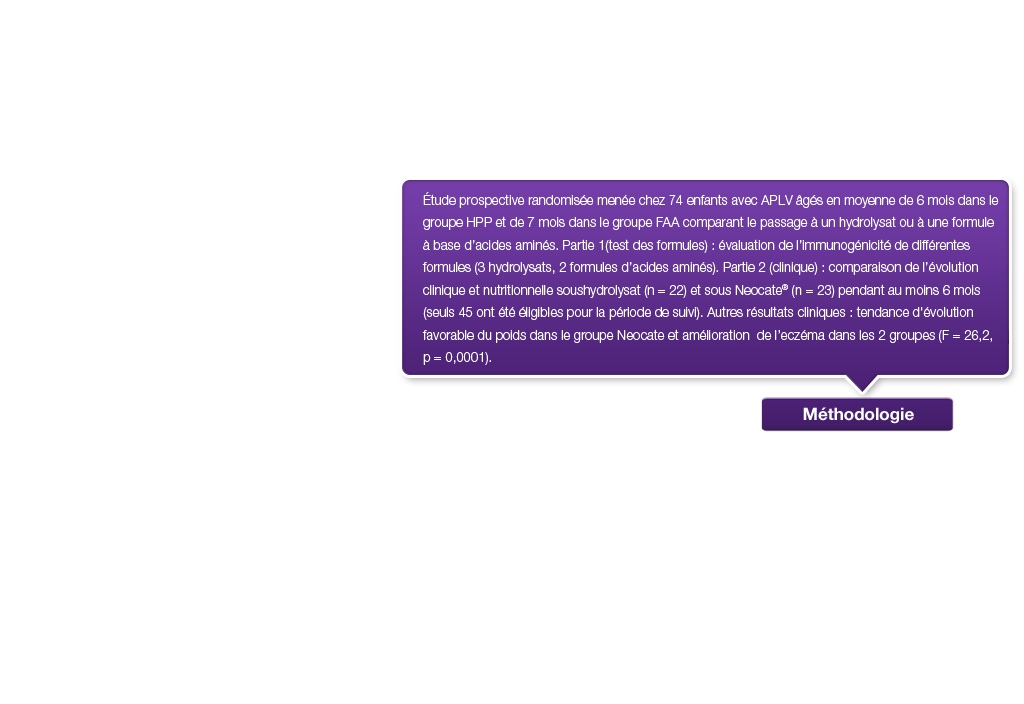 Étude prospective randomisée menée chez 74 enfants avec APLV âgés en moyenne de 6 mois dans le
groupe HPP et de 7 mois dans le groupe FAA comparant le passage à un hydrolysat ou à une formule
à base d'acides aminés. Partie 1(test des formules) : évaluation de l'immunogénicité de différentes
formules (3 hydrolysats, 2 formules d'acides aminés). Partie 2 (clinique) : comparaison de l'évolution
clinique et nutritionnelle soushydrolysat (n = 22) et sous Neocate® (n = 23) pendant au moins 6 mois
(seuls 45 ont été éligibles pour la période de suivi). Autres résultats cliniques : tendance d'évolution
favorable du poids dans le groupe Neocate et amélioration  de l'eczéma dans les 2 groupes (F = 26,2,
p = 0,0001).
Méthodologie